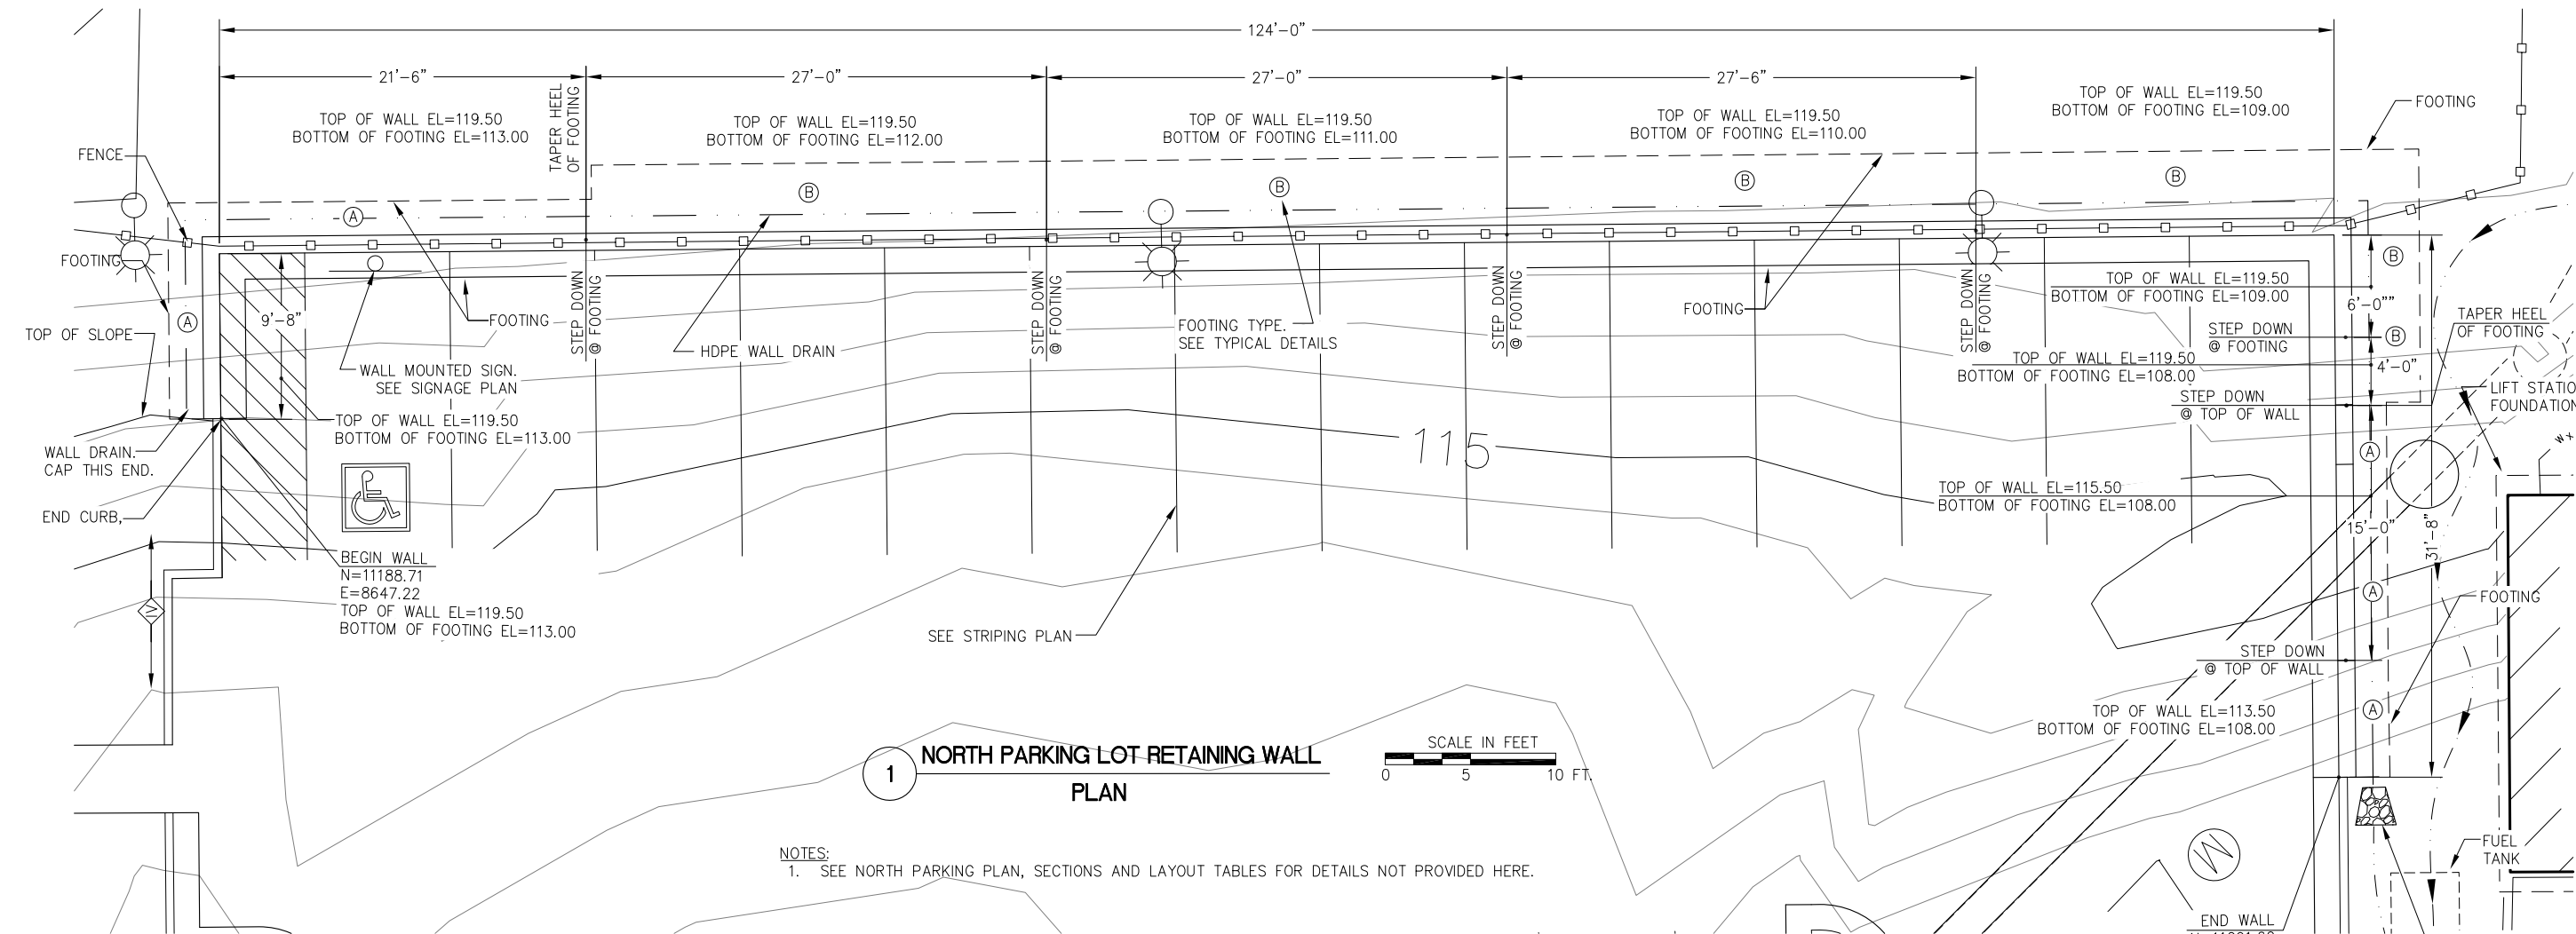 124'-0"
21'-6"
27'-0"
27'-0"
27'-6"
TAPER HEEL
OF FOOTING
TOP OF WALL EL=119.50
BOTTOM OF FOOTING EL=113.00
TOP OF WALL EL=119.50
BOTTOM OF FOOTING EL=112.00
TOP OF WALL EL=119.50
BOTTOM OF FOOTING EL=111.00
TOP OF WALL EL=119.50
BOTTOM OF FOOTING EL=110.00
TOP OF WALL EL=119.50
BOTTOM OF FOOTING EL=109.00
FOOTING
FENCE
A
B
B
B
B
FOOTING
A
9'-8"
TOP OF SLOPE
FOOTING
WALL MOUNTED SIGN.
SEE SIGNAGE PLAN
HDPE WALL DRAIN
STEP DOWN
@ FOOTING
STEP DOWN
@ FOOTING
FOOTING TYPE.
SEE TYPICAL DETAILS
STEP DOWN
@ FOOTING
FOOTING
STEP DOWN
@ FOOTING
B
TOP OF WALL EL=119.50
BOTTOM OF FOOTING EL=109.00
6'-0""
TAPER HEEL
OF FOOTING
STEP DOWN
@ FOOTING
B
TOP OF WALL EL=119.50
BOTTOM OF FOOTING EL=108.00
4'-0"
LIFT STATIO
FOUNDATION
STEP DOWN
@ TOP OF WALL
TOP OF WALL EL=119.50
BOTTOM OF FOOTING EL=113.00
WALL DRAIN.
CAP THIS END.
115
A
TOP OF WALL EL=115.50
BOTTOM OF FOOTING EL=108.00
END CURB,
15'-0"
31'-8"
BEGIN WALL
N=11188.71
E=8647.22
TOP OF WALL EL=119.50
BOTTOM OF FOOTING EL=113.00
A
FOOTING
SEE STRIPING PLAN
STEP DOWN
@ TOP OF WALL
A
TOP OF WALL EL=113.50
BOTTOM OF FOOTING EL=108.00
1
NORTH PARKING LOT RETAINING WALL
PLAN
SCALE IN FEET
0 5 10 FT.
FUEL
TANK
NOTES:
1. SEE NORTH PARKING PLAN, SECTIONS AND LAYOUT TABLES FOR DETAILS NOT PROVIDED HERE.
END WALL